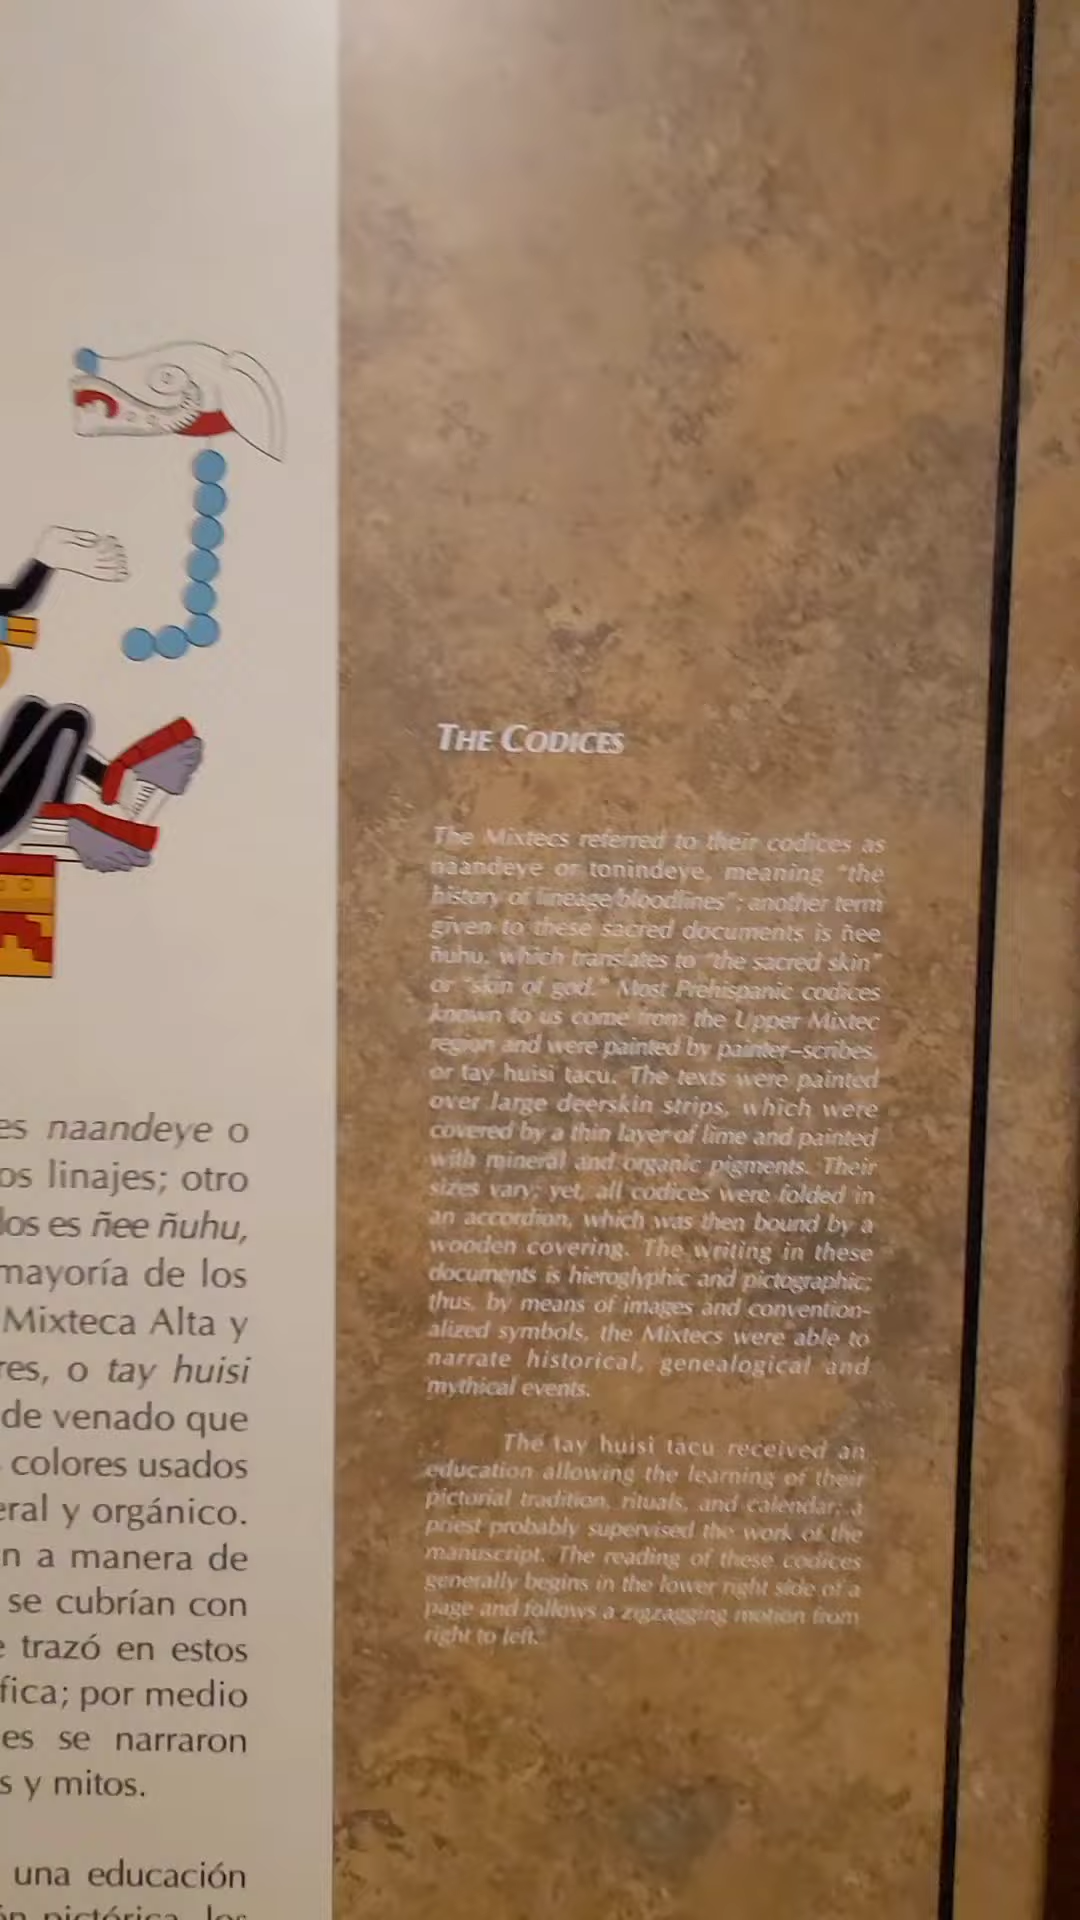 es naandeye o
os linajes; otro
los es ñee ñuhu,
mayoría de los
Mixteca Alta y
res, o tay huisi
de venado que
colores usados
eral y orgánico.
n a manera de
se cubrían con
e trazó en estos
fica; por medio
es se narraron
s y mitos.
una educación
ón pictórica, los
THE CODICES
The Mixtecs referred to their codices as
naandeye or tonindeye, meaning "the
history of lineage/bloodlines"; another term
given to these sacred documents is ñee
ñuhu, which translates to "the sacred skin"
or "skin of god." Most Prehispanic codices
known to us come from the Upper Mixtec
region and were painted by painter–scribes,
or tay huisi tacu. The texts were painted
over large deerskin strips, which were
covered by a thin layer of lime and painted
with mineral and organic pigments. Their
sizes vary; yet, all codices were folded in
an accordion, which was then bound by a
wooden covering. The writing in these
documents is hieroglyphic and pictographic;
thus, by means of images and convention-
alized symbols, the Mixtecs were able to
narrate historical, genealogical and
mythical events.
The tay huisi tacu received an
education allowing the learning of their
pictorial tradition, rituals, and calendar; a
priest probably supervised the work of the
manuscript. The reading of these codices
generally begins in the lower right side of a
page and follows a zigzagging motion from
right to left.